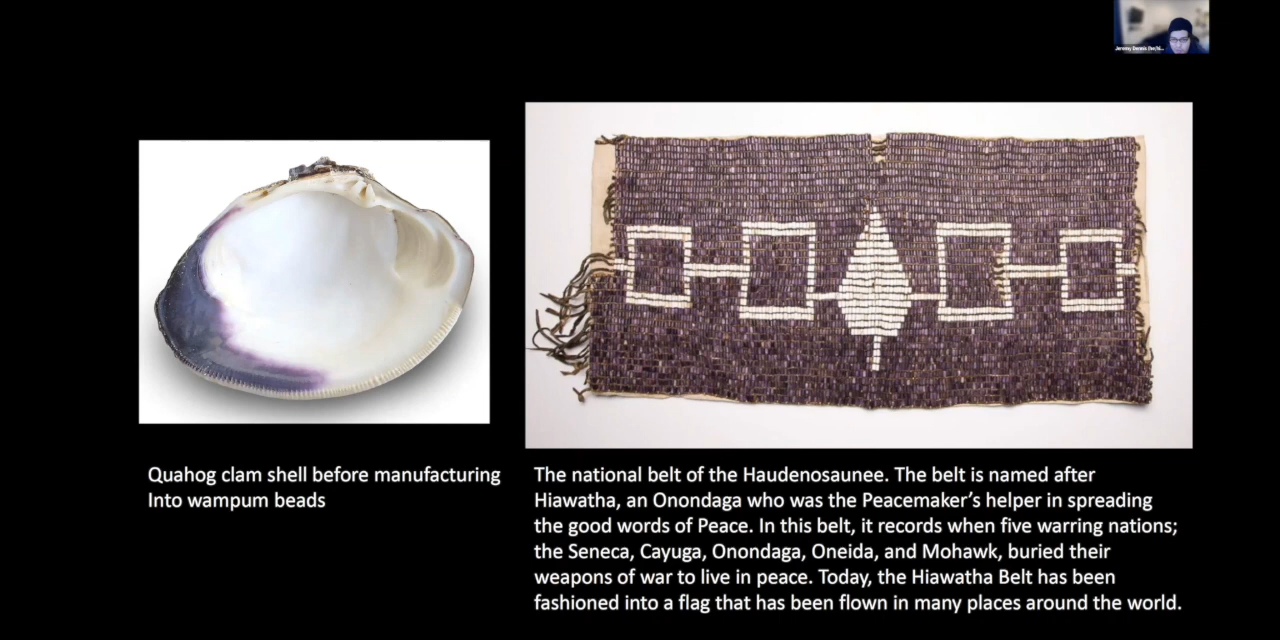 Jeremy Dennis (he/hi...
Quahog clam shell before manufacturing
Into wampum beads
The national belt of the Haudenosaunee. The belt is named after
Hiawatha, an Onondaga who was the Peacemaker’s helper in spreading
the good words of Peace. In this belt, it records when five warring nations;
the Seneca, Cayuga, Onondaga, Oneida, and Mohawk, buried their
weapons of war to live in peace. Today, the Hiawatha Belt has been
fashioned into a flag that has been flown in many places around the world.